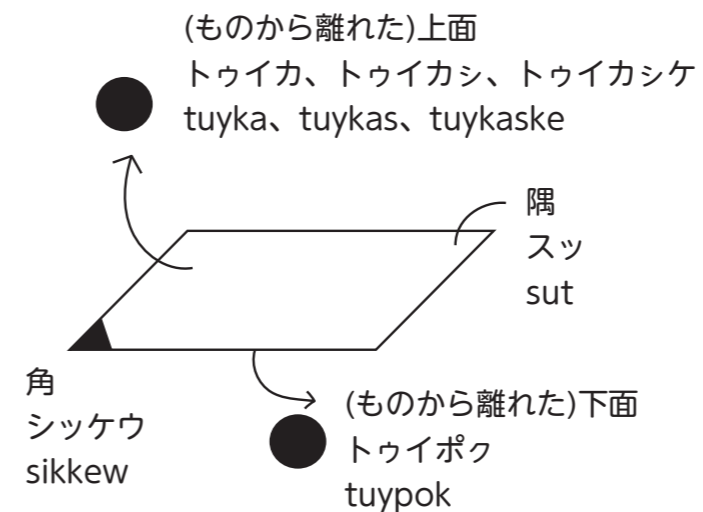 (ものから離れた)上面
トゥイカ、トゥイカㇱ、トゥイカㇱケ
tuyka、tuykas、tuykaske
隅
スッ
sut
角
シッケウ
sikkew
(ものから離れた)下面
トゥイポㇰ
tuypok